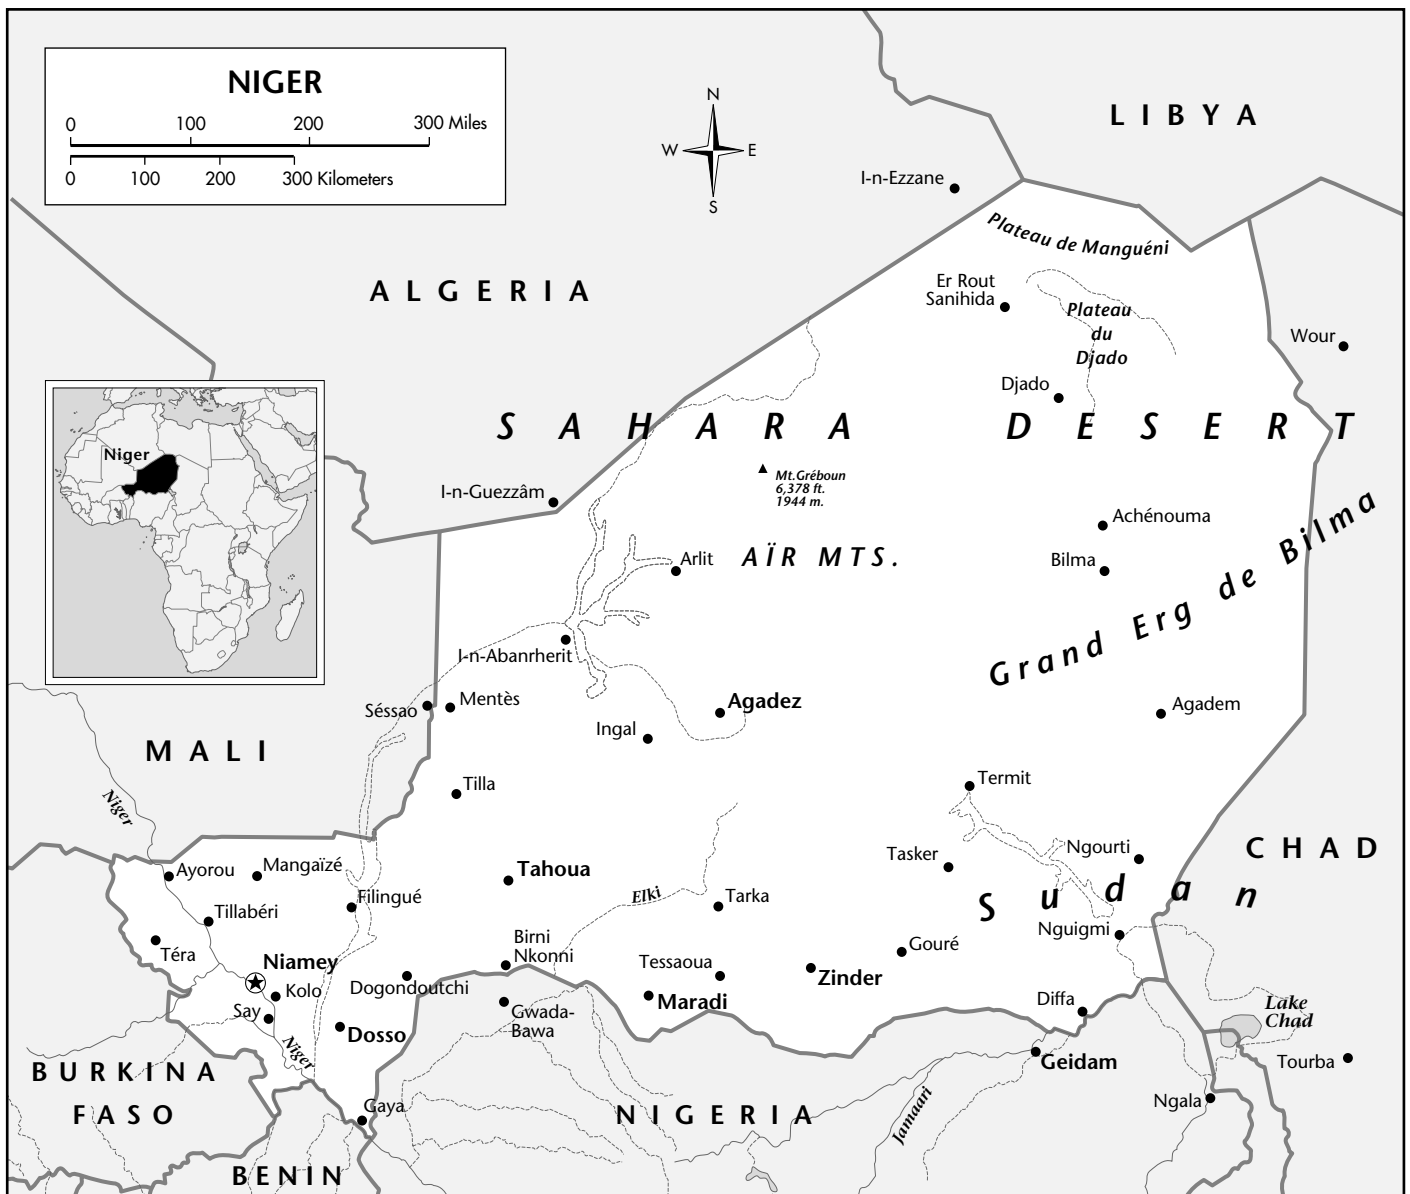 NIGER
0 100 200 300 Miles
0 100 200 300 Kilometers
N
W E
S
LIBYA
I-n-Ezzane
Plateau de Manguéni
ALGERIA
Er Rout
Sanihida
Plateau
du
Djado
Wour
Djado
SAHARA DESERT
Niger
Mt.Gréboun
6,378 ft.
1944 m.
I-n-Guezzâm
Achénouma
Grand Erg de Bilma
Arlit
AÏR MTS.
Bilma
I-n-Abanrherit
Séssao
Mentès
Agadez
Agadem
Ingal
MALI
Termit
Tilla
Niger
CHAD
Ngourti
Tasker
Ayorou
Mangaïzé
Tahoua
Sudan
Filingué
Elki
Tarka
Tillabéri
Nguigmi
Téra
Birni
Nkonni
Gouré
Niamey
Tessaoua
Zinder
Kolo
Dogondoutchi
Maradi
Diffa
Lake
Chad
Say
Gwada-
Bawa
Dosso
Niger
Geidam
Tourba
BURKINA
FASO
Gaya
NIGERIA
Jamaari
Ngala
BENIN